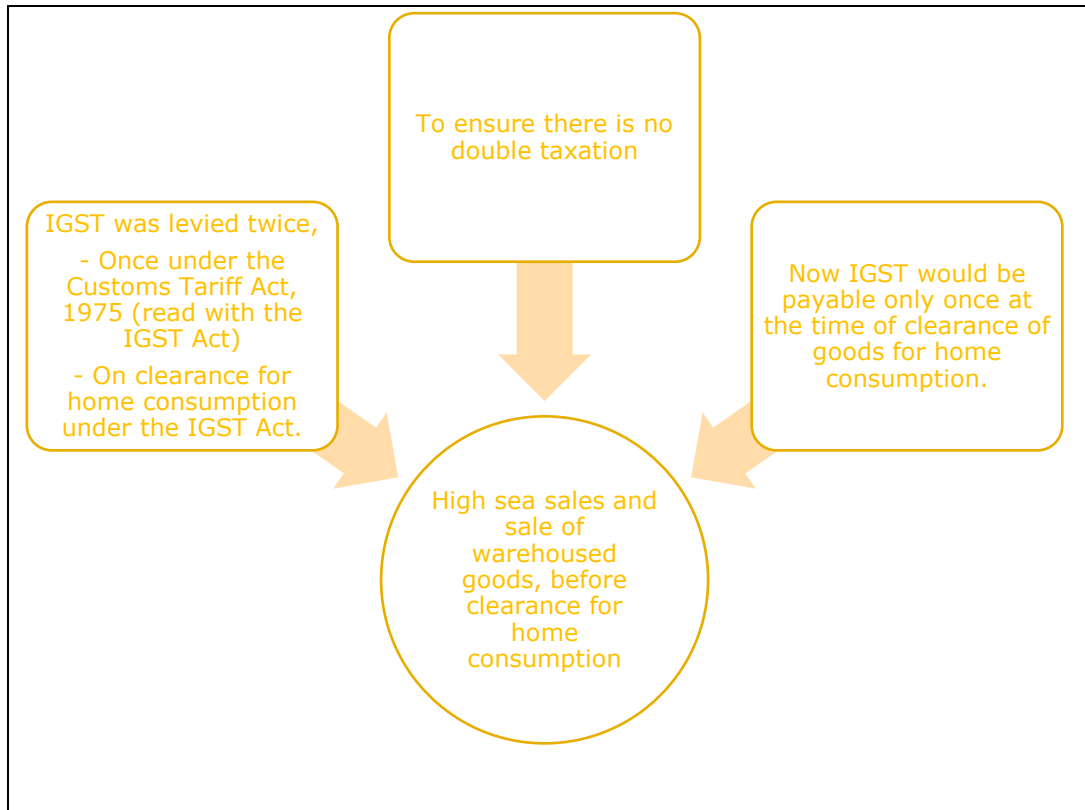 To ensure there is no
double taxation
IGST was levied twice,
- Once under the
Customs Tariff Act,
1975 (read with the
IGST Act)
- On clearance for
home consumption
under the IGST Act.
Now IGST would be
payable only once at
the time of clearance of
goods for home
consumption.
High sea sales and
sale of
warehoused
goods, before
clearance for
home
consumption